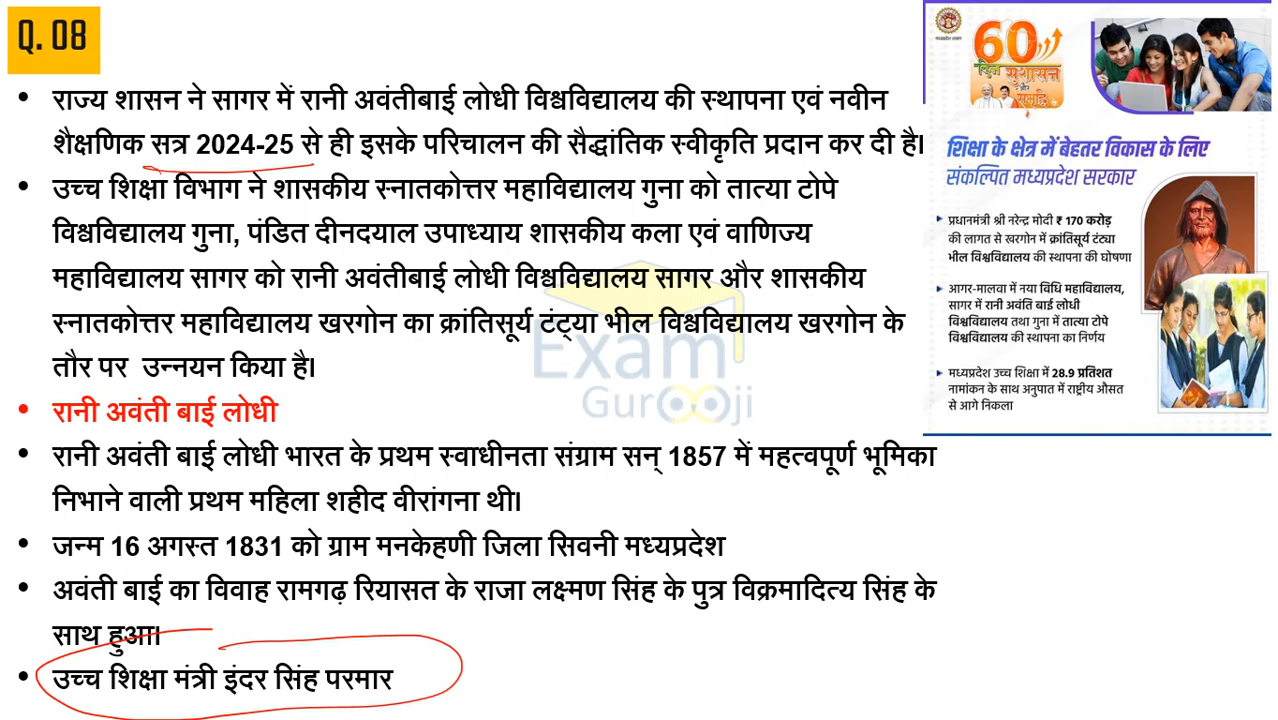 Q. 08
• राज्य शासन ने सागर में रानी अवंतीबाई लोधी विश्वविद्यालय की स्थापना एवं नवीन
शैक्षणिक सत्र 2024-25 से ही इसके परिचालन की सैद्धांतिक स्वीकृति प्रदान कर दी है।
• उच्च शिक्षा विभाग ने शासकीय स्नातकोत्तर महाविद्यालय गुना को तात्या टोपे
विश्वविद्यालय गुना, पंडित दीनदयाल उपाध्याय शासकीय कला एवं वाणिज्य
महाविद्यालय सागर को रानी अवंतीबाई लोधी विश्वविद्यालय सागर और शासकीय
स्नातकोत्तर महाविद्यालय खरगोन का क्रांतिसूर्य टंट्या भील विश्वविद्यालय खरगोन के
तौर पर उन्नयन किया है।
• रानी अवंती बाई लोधी
• रानी अवंती बाई लोधी भारत के प्रथम स्वाधीनता संग्राम सन् 1857 में महत्वपूर्ण भूमिका
निभाने वाली प्रथम महिला शहीद वीरांगना थी।
• जन्म 16 अगस्त 1831 को ग्राम मनकेहणी जिला सिवनी मध्यप्रदेश
• अवंती बाई का विवाह रामगढ़ रियासत के राजा लक्ष्मण सिंह के पुत्र विक्रमादित्य सिंह के
साथ हुआ।
• उच्च शिक्षा मंत्री इंदर सिंह परमार
Exam
Gurooji
60
दिन
सुशासन
और
समृद्धि
शिक्षा के क्षेत्र में बेहतर विकास के लिए
संकल्पित मध्यप्रदेश सरकार
प्रधानमंत्री श्री नरेन्द्र मोदी ₹ 170 करोड़
की लागत से खरगोन में क्रांतिसूर्य टंट्या
भील विश्वविद्यालय की स्थापना की घोषणा
आगर-मालवा में नया विधि महाविद्यालय,
सागर में रानी अवंति बाई लोधी
विश्वविद्यालय तथा गुना में तात्या टोपे
विश्वविद्यालय की स्थापना का निर्णय
मध्यप्रदेश उच्च शिक्षा में 28.9 प्रतिशत
नामांकन के साथ अनुपात में राष्ट्रीय औसत
से आगे निकला